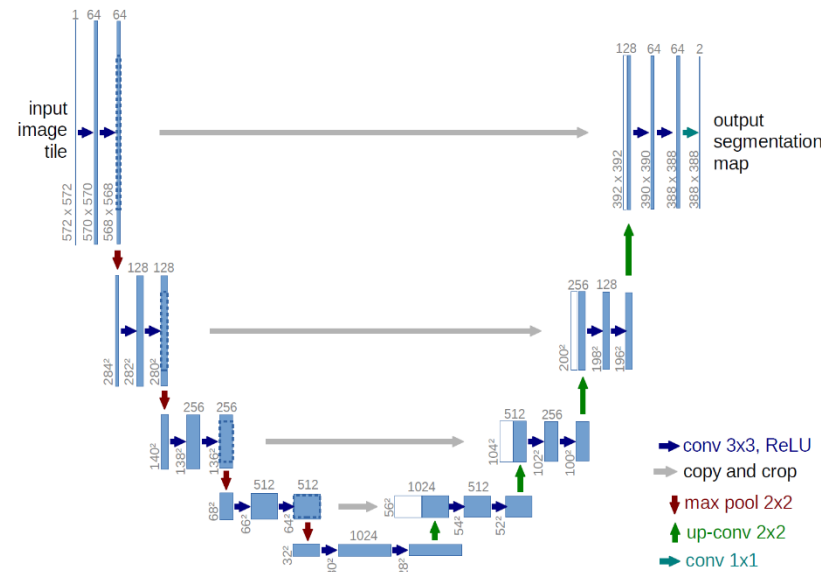 1 64 64
128 64 64 2
input
image
tile
output
segmentation
map
572 x 572
570 x 570
568 x 568
392 x 392
390 x 390
388 x 388
388 x 388
128 128
256 128
284²
282²
280²
200²
198²
196²
256 256
512 256
140²
138²
136²
104²
102²
100²
512 512
1024 512
68²
66²
64²
56²
54²
52²
1024
32²
conv 3x3, ReLU
copy and crop
max pool 2x2
up-conv 2x2
conv 1x1